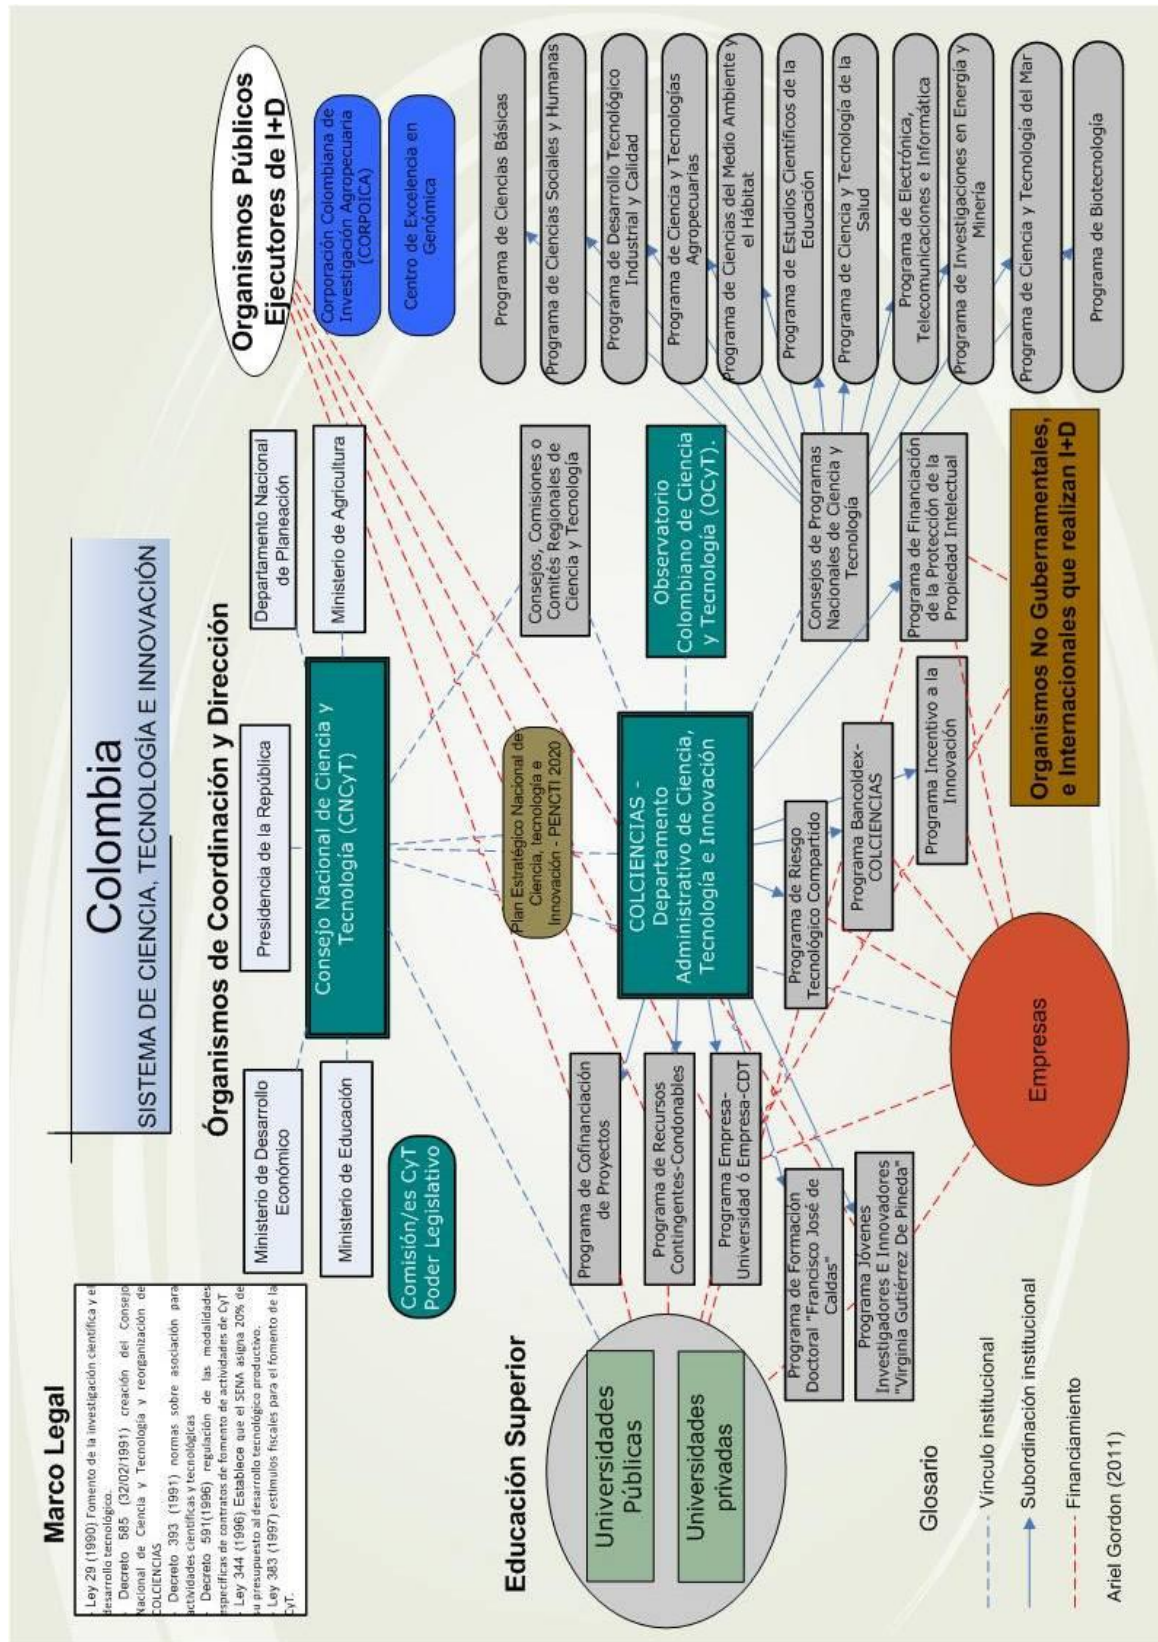 Colombia
SISTEMA DE CIENCIA, TECNOLOGÍA E INNOVACIÓN
Marco Legal
- Ley 29 (1990) Fomento de la investigación científica y el
desarrollo tecnológico.
- Decreto 585 (32/02/1991) creación del Consejo
Nacional de Ciencia y Tecnología y reorganización de
COLCIENCIAS
- Decreto 393 (1991) normas sobre asociación para
actividades científicas y tecnológicas
- Decreto 591(1996) regulación de las modalidades
específicas de contratos de fomento de actividades de CyT
- Ley 344 (1996) Establece que el SENA asigna 20% de
su presupuesto al desarrollo tecnológico productivo.
- Ley 383 (1997) estímulos fiscales para el fomento de la
CyT.
Órganismos de Coordinación y Dirección
Ministerio de Desarrollo
Económico
Presidencia de la República
Departamento Nacional
de Planeación
Ministerio de Educación
Consejo Nacional de Ciencia y
Tecnología (CNCyT)
Ministerio de Agricultura
Comisión/es CyT
Poder Legislativo
Organismos Públicos
Ejecutores de I+D
Corporación Colombiana de
Investigación Agropecuaria
(CORPOICA)
Centro de Excelencia en
Genómica
Plan Estratégico Nacional de
Ciencia, tecnología e
Innovación - PENCTI 2020
Consejos, Comisiones o
Comités Regionales de
Ciencia y Tecnología
Educación Superior
Universidades
Públicas
Universidades
privadas
COLCIENCIAS -
Departamento
Administrativo de Ciencia,
Tecnología e Innovación
Observatorio
Colombiano de Ciencia
y Tecnología (OCyT).
Programa de Cofinanciación
de Proyectos
Programa de Recursos
Contingentes-Condonables
Programa Empresa-
Universidad ó Empresa-CDT
Programa de Formación
Doctoral "Francisco José de
Caldas"
Programa Jóvenes
Investigadores E Innovadores
"Virginia Gutiérrez De Pineda"
Programa de Riesgo
Tecnológico Compartido
Programa Bancoldex-
COLCIENCIAS
Programa Incentivo a la
Innovación
Consejos de Programas
Nacionales de Ciencia y
Tecnología
Programa de Financiación
de la Protección de la
Propiedad Intelectual
Programa de Ciencias Básicas
Programa de Ciencias Sociales y Humanas
Programa de Desarrollo Tecnológico
Industrial y Calidad
Programa de Ciencia y Tecnologías
Agropecuarias
Programa de Ciencias del Medio Ambiente y
el Hábitat
Programa de Estudios Científicos de la
Educación
Programa de Ciencia y Tecnología de la
Salud
Programa de Electrónica,
Telecomunicaciones e Informática
Programa de Investigaciones en Energía y
Minería
Programa de Ciencia y Tecnología del Mar
Programa de Biotecnología
Organismos No Gubernamentales,
e Internacionales que realizan I+D
Empresas
Glosario
Vínculo institucional
Subordinación institucional
Financiamiento
Ariel Gordon (2011)